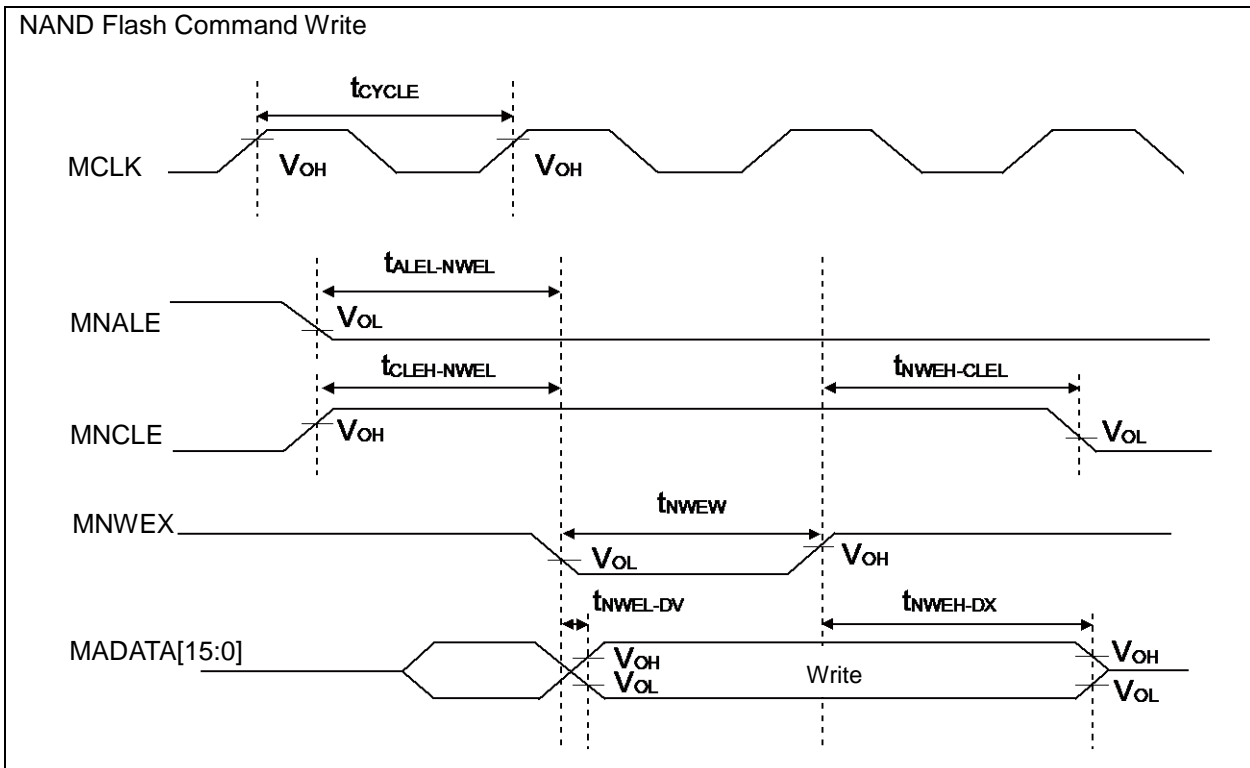 NAND Flash Command Write
tCYCLE
MCLK
VOH
VOH
tALEL-NWEL
MNALE
VOL
tCLEH-NWEL
tNWEH-CLEL
MNCLE
VOH
VOL
tNWEW
MNWEX
VOL
VOH
tNWEL-DV
tNWEH-DX
MADATA[15:0]
VOH
VOL
Write
VOH
VOL